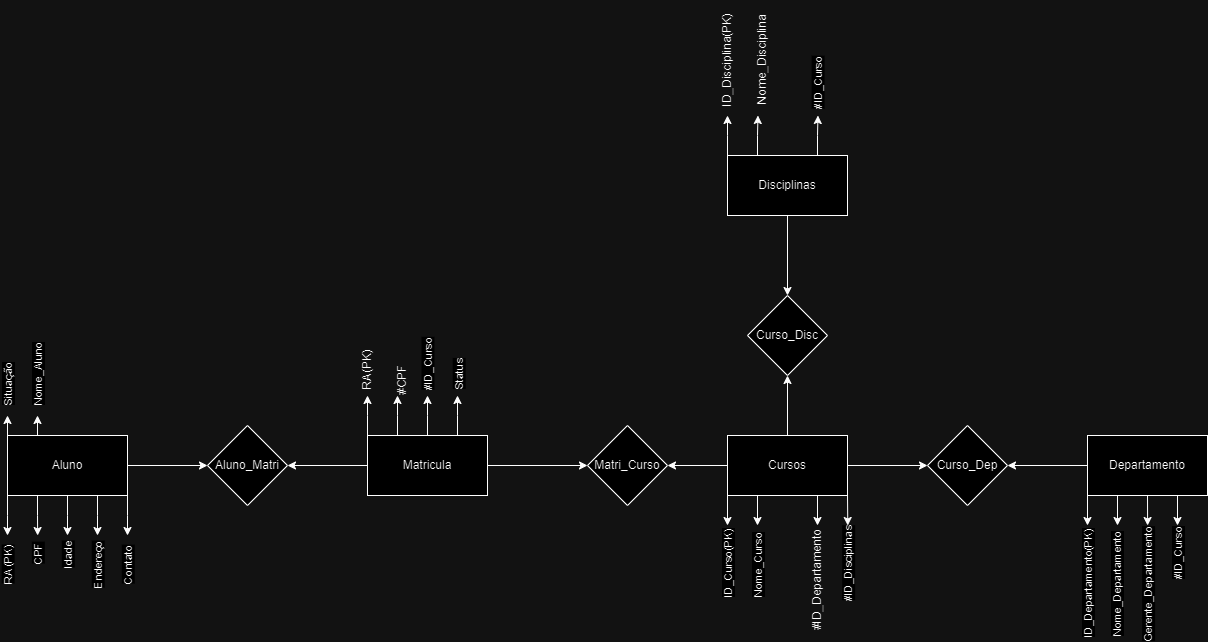 ID_Disciplina(PK)
Nome_Disciplina
#ID_Curso
Disciplinas
Curso_Disc
Situação
Nome_Aluno
RA(PK)
#CPF
#ID_Curso
Status
Aluno
Aluno_Matri
Matricula
Matri_Curso
Cursos
Curso_Dep
Departamento
RA (PK)
CPF
Idade
Endereço
Contato
ID_Curso(PK)
Nome_Curso
#ID_Departamento
#ID_Disciplinas
ID_Departamento(PK)
Nome_Departamento
Gerente_Departamento
#ID_Curso